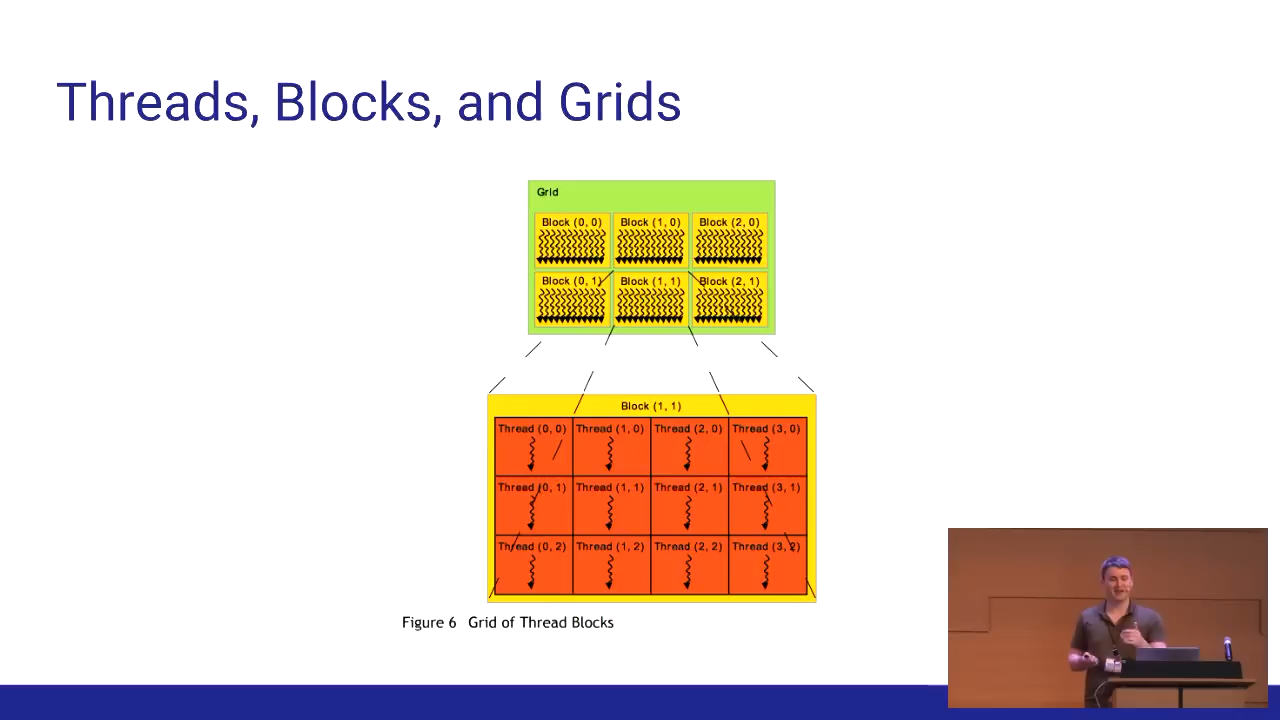 Threads, Blocks, and Grids
Grid
Block (0, 0) Block (1, 0) Block (2, 0)
Block (0, 1) Block (1, 1) Block (2, 1)
Block (1, 1)
Thread (0, 0) Thread (1, 0) Thread (2, 0) Thread (3, 0)
Thread (0, 1) Thread (1, 1) Thread (2, 1) Thread (3, 1)
Thread (0, 2) Thread (1, 2) Thread (2, 2) Thread (3, 2)
Figure 6 Grid of Thread Blocks